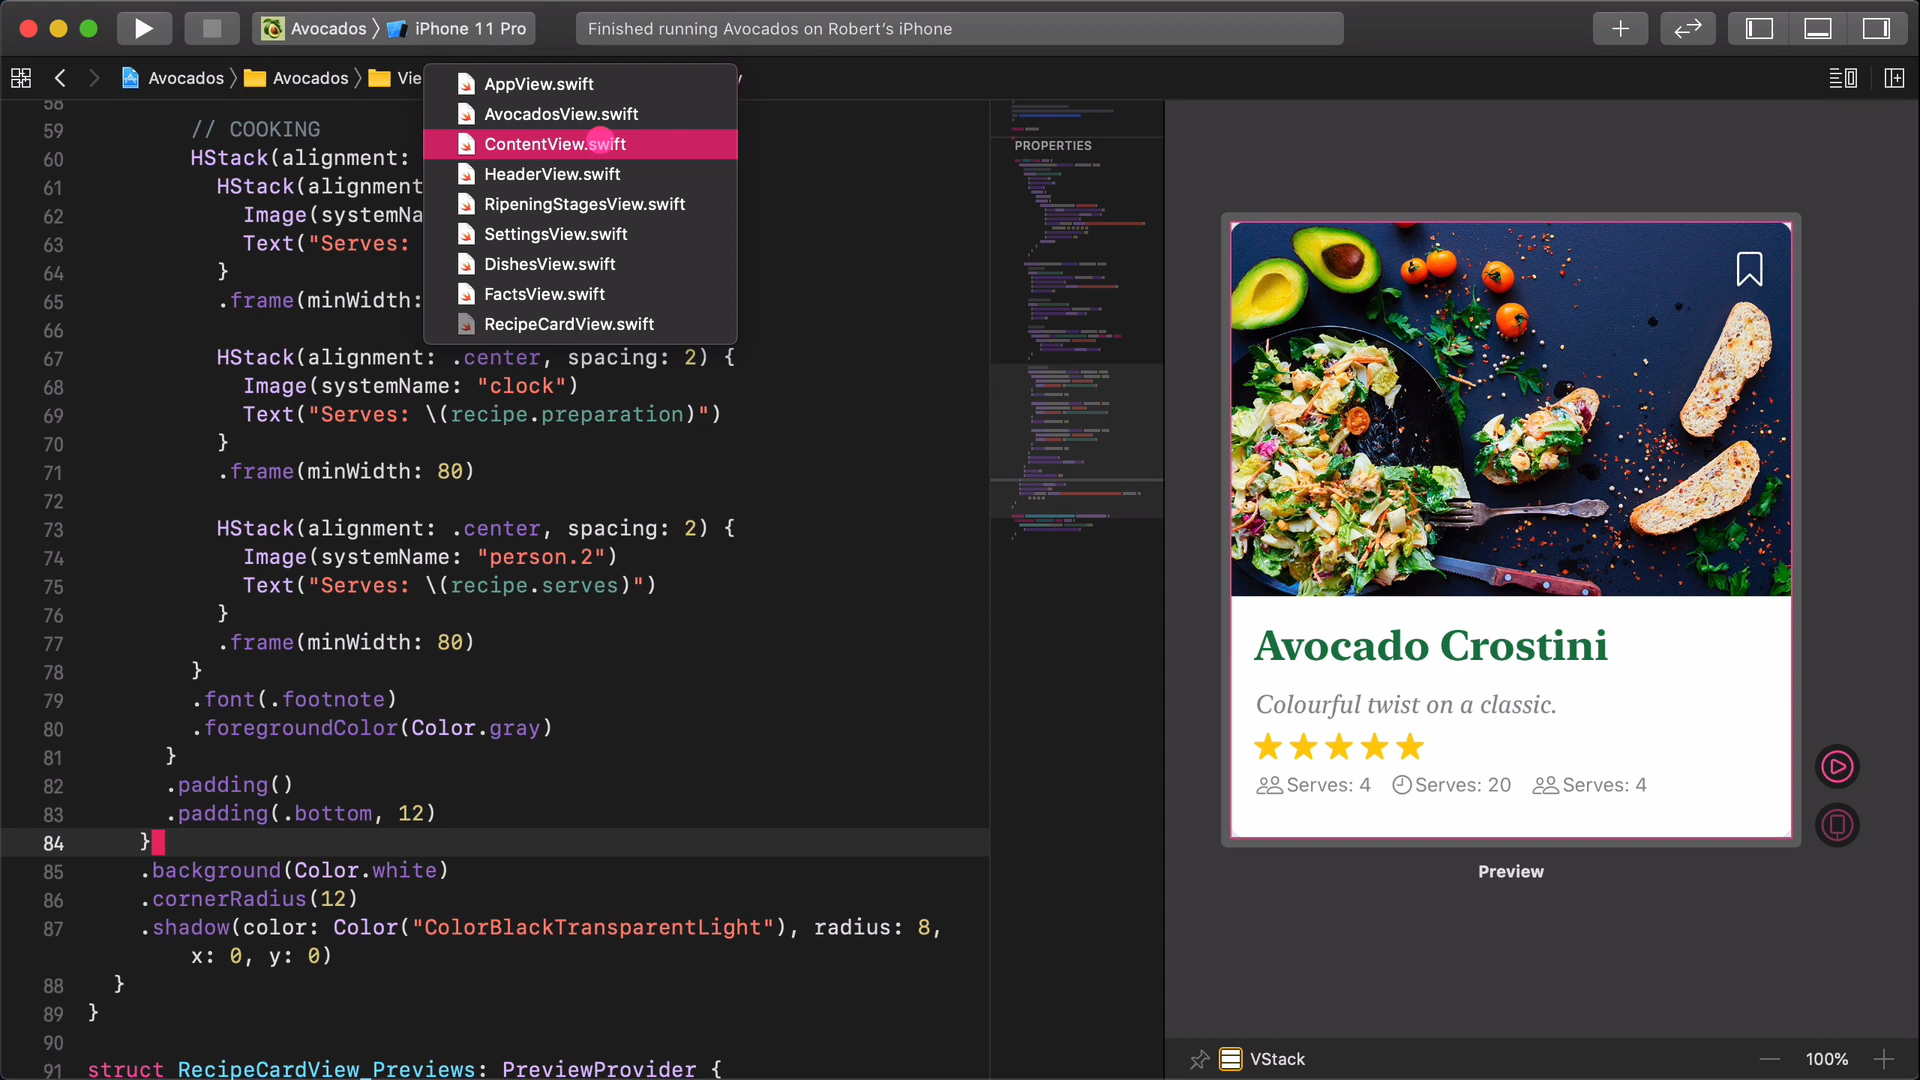 Avocados iPhone 11 Pro
Finished running Avocados on Robert's iPhone
Avocados Avocados
AppView.swift
AvocadosView.swift
ContentView.swift
HeaderView.swift
RipeningStagesView.swift
SettingsView.swift
DishesView.swift
FactsView.swift
RecipeCardView.swift
58
59 // COOKING
60 HStack(alignment:
61 HStack(alignment
62 Image(systemNa
63 Text("Serves:
64 }
65 .frame(minWidth:
66
67 HStack(alignment: .center, spacing: 2) {
68 Image(systemName: "clock")
69 Text("Serves: \(recipe.preparation)")
70 }
71 .frame(minWidth: 80)
72
73 HStack(alignment: .center, spacing: 2) {
74 Image(systemName: "person.2")
75 Text("Serves: \(recipe.serves)")
76 }
77 .frame(minWidth: 80)
78 }
79 .font(.footnote)
80 .foregroundColor(Color.gray)
81 }
82 .padding()
83 .padding(.bottom, 12)
84 }
85 .background(Color.white)
86 .cornerRadius(12)
87 .shadow(color: Color("ColorBlackTransparentLight"), radius: 8,
x: 0, y: 0)
88 }
89 }
90
91 struct RecipeCardView_Previews: PreviewProvider {
PROPERTIES
Avocado Crostini
Colourful twist on a classic.
Serves: 4 Serves: 20 Serves: 4
Preview
VStack
100%